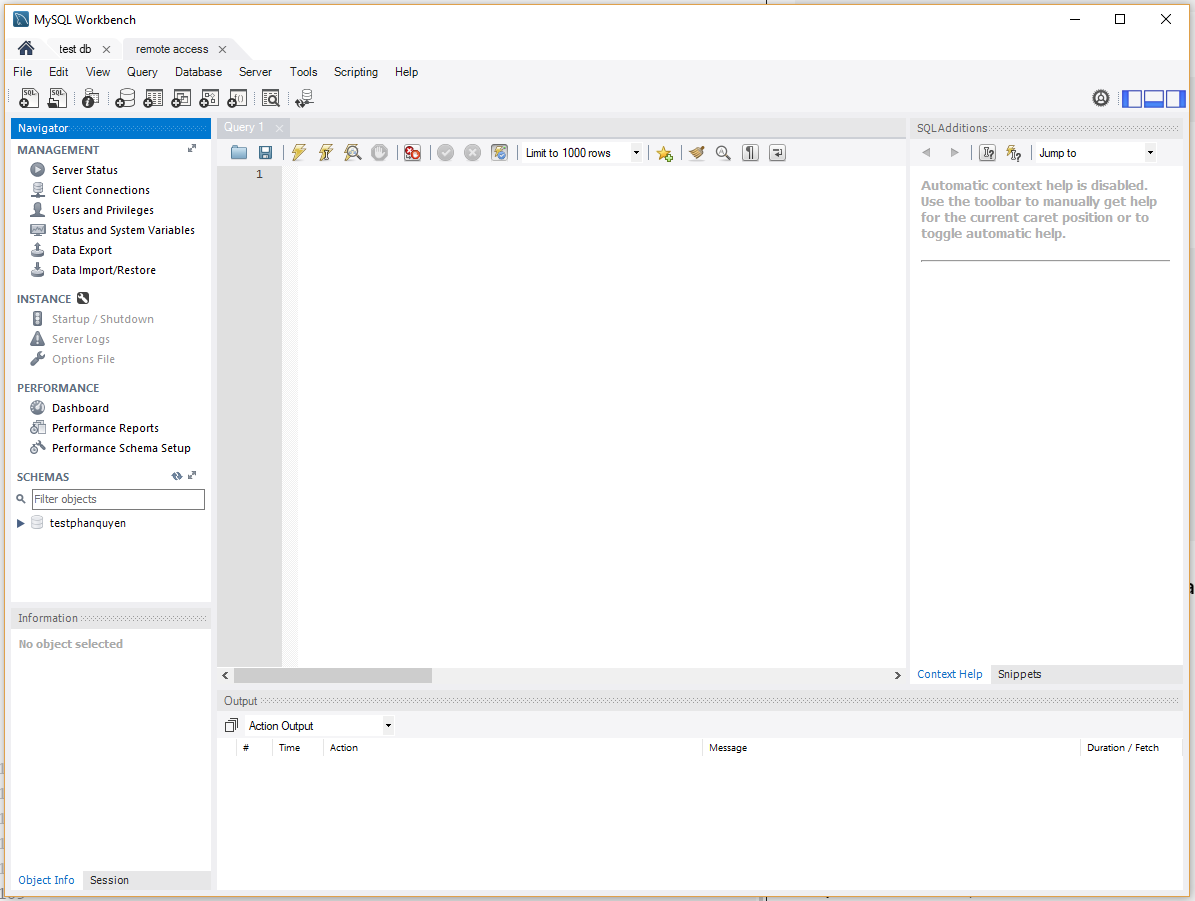 MySQL Workbench
test db
remote access
File Edit View Query Database Server Tools Scripting Help
Navigator
MANAGEMENT
Server Status
Client Connections
Users and Privileges
Status and System Variables
Data Export
Data Import/Restore
INSTANCE
Startup / Shutdown
Server Logs
Options File
PERFORMANCE
Dashboard
Performance Reports
Performance Schema Setup
SCHEMAS
Filter objects
testphanquyen
Information
No object selected
Object Info Session
Query 1
Limit to 1000 rows
1
SQLAdditions
Jump to
Automatic context help is disabled.
Use the toolbar to manually get help
for the current caret position or to
toggle automatic help.
Context Help Snippets
Output
Action Output
# Time Action Message Duration / Fetch